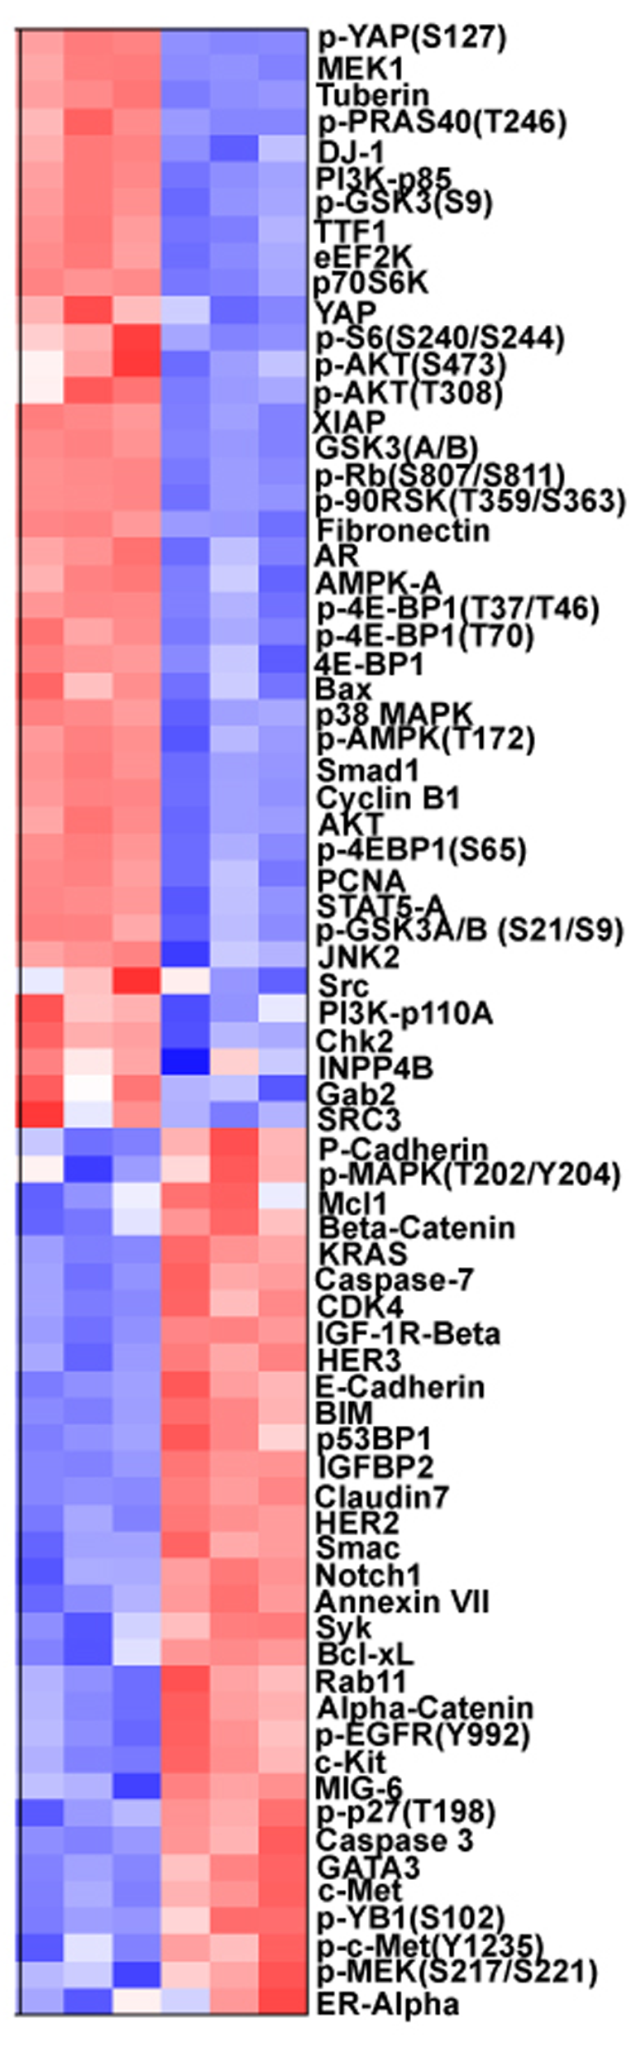 p-YAP(S127)
MEK1
Tuberin
p-PRAS40(T246)
DJ-1
PI3K-p85
p-GSK3(S9)
TTF1
eEF2K
p70S6K
YAP
p-S6(S240/S244)
p-AKT(S473)
p-AKT(T308)
XIAP
GSK3(A/B)
p-Rb(S807/S811)
p-90RSK(T359/S363)
Fibronectin
AR
AMPK-A
p-4E-BP1(T37/T46)
p-4E-BP1(T70)
4E-BP1
Bax
p38 MAPK
p-AMPK(T172)
Smad1
Cyclin B1
AKT
p-4EBP1(S65)
PCNA
STAT5-A
p-GSK3A/B (S21/S9)
JNK2
Src
PI3K-p110A
Chk2
INPP4B
Gab2
SRC3
P-Cadherin
p-MAPK(T202/Y204)
Mcl1
Beta-Catenin
KRAS
Caspase-7
CDK4
IGF-1R-Beta
HER3
E-Cadherin
BIM
p53BP1
IGFBP2
Claudin7
HER2
Smac
Notch1
Annexin VII
Syk
Bcl-xL
Rab11
Alpha-Catenin
p-EGFR(Y992)
c-Kit
MIG-6
p-p27(T198)
Caspase 3
GATA3
c-Met
p-YB1(S102)
p-c-Met(Y1235)
p-MEK(S217/S221)
ER-Alpha